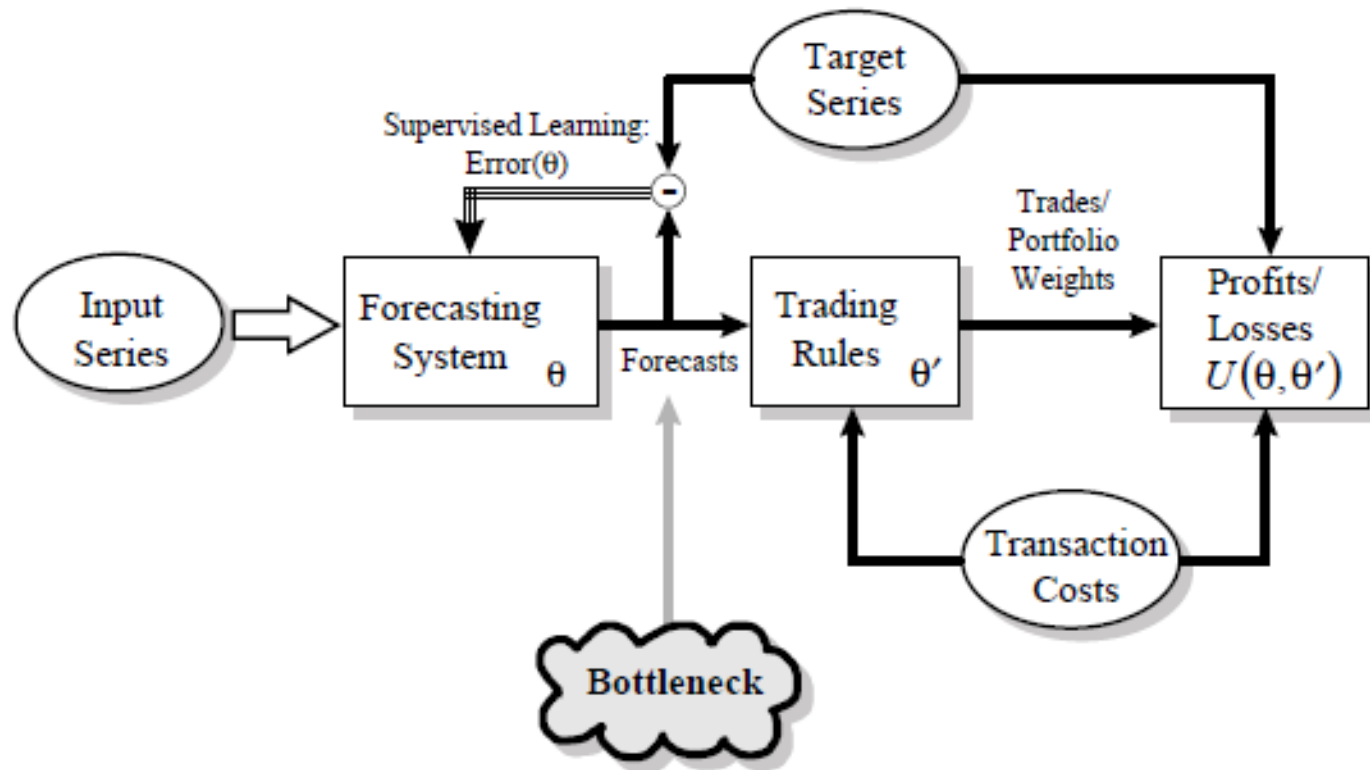 Target
Series
Supervised Learning:
Error(θ)
-
Trades/
Portfolio
Weights
Input
Series
Forecasting
System θ
Forecasts
Trading
Rules θ′
Profits/
Losses
U(θ,θ′)
Transaction
Costs
Bottleneck